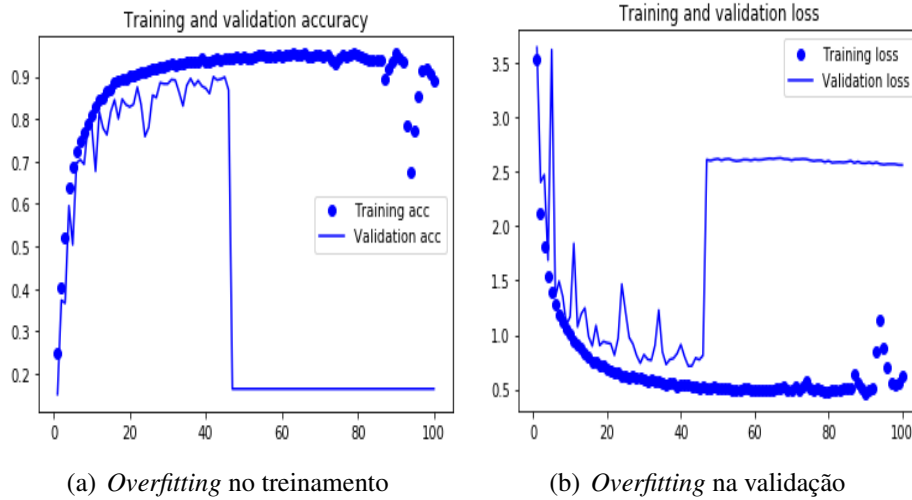 Training and validation accuracy
0.9
0.8
0.7
0.6
0.5
0.4
0.3
0.2
Training acc
Validation acc
0 20 40 60 80 100
(a) Overfitting no treinamento
Training and validation loss
3.5
3.0
2.5
2.0
1.5
1.0
0.5
Training loss
Validation loss
0 20 40 60 80 100
(b) Overfitting na validação